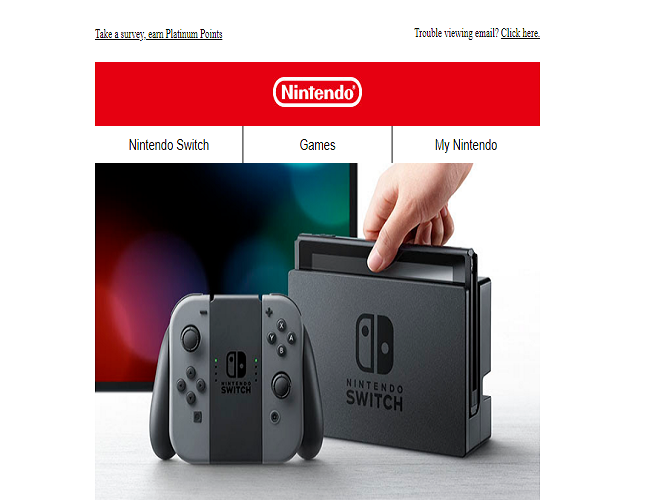 Take a survey, earn Platinum Points
Trouble viewing email? Click here.
Nintendo
Nintendo Switch
Games
My Nintendo
X
Y
A
B
NINTENDO
SWITCH
NINTENDO
SWITCH